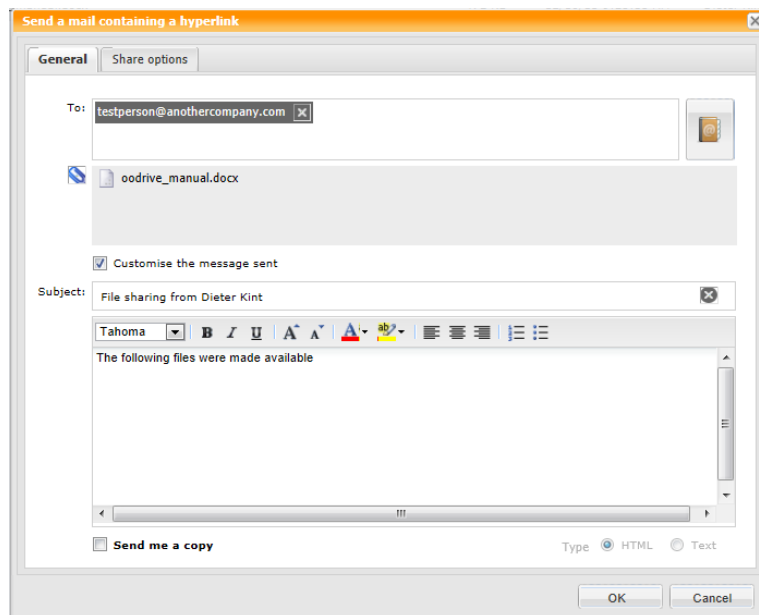 Send a mail containing a hyperlink
General
Share options
To:
testperson@anothercompany.com
oodrive_manual.docx
Customise the message sent
Subject:
File sharing from Dieter Kint
Tahoma B I U A A A ab
The following files were made available
Send me a copy
Type HTML Text
OK
Cancel